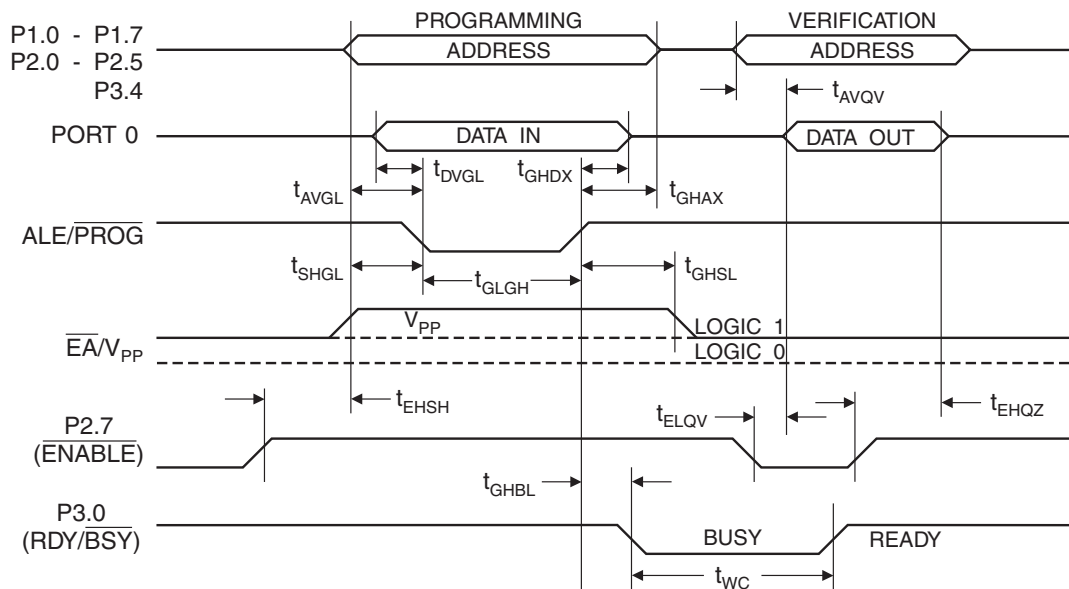 PROGRAMMING VERIFICATION
P1.0 - P1.7
P2.0 - P2.5
P3.4
ADDRESS ADDRESS
tAVQV
PORT 0 DATA IN DATA OUT
tDVGL tGHDX
tAVGL tGHAX
ALE/PROG
tSHGL tGLGH tGHSL
VPP LOGIC 1
EA/VPP LOGIC 0
tEHSH tELQV tEHQZ
P2.7
(ENABLE)
tGHBL
P3.0
(RDY/BSY) BUSY READY
tWC